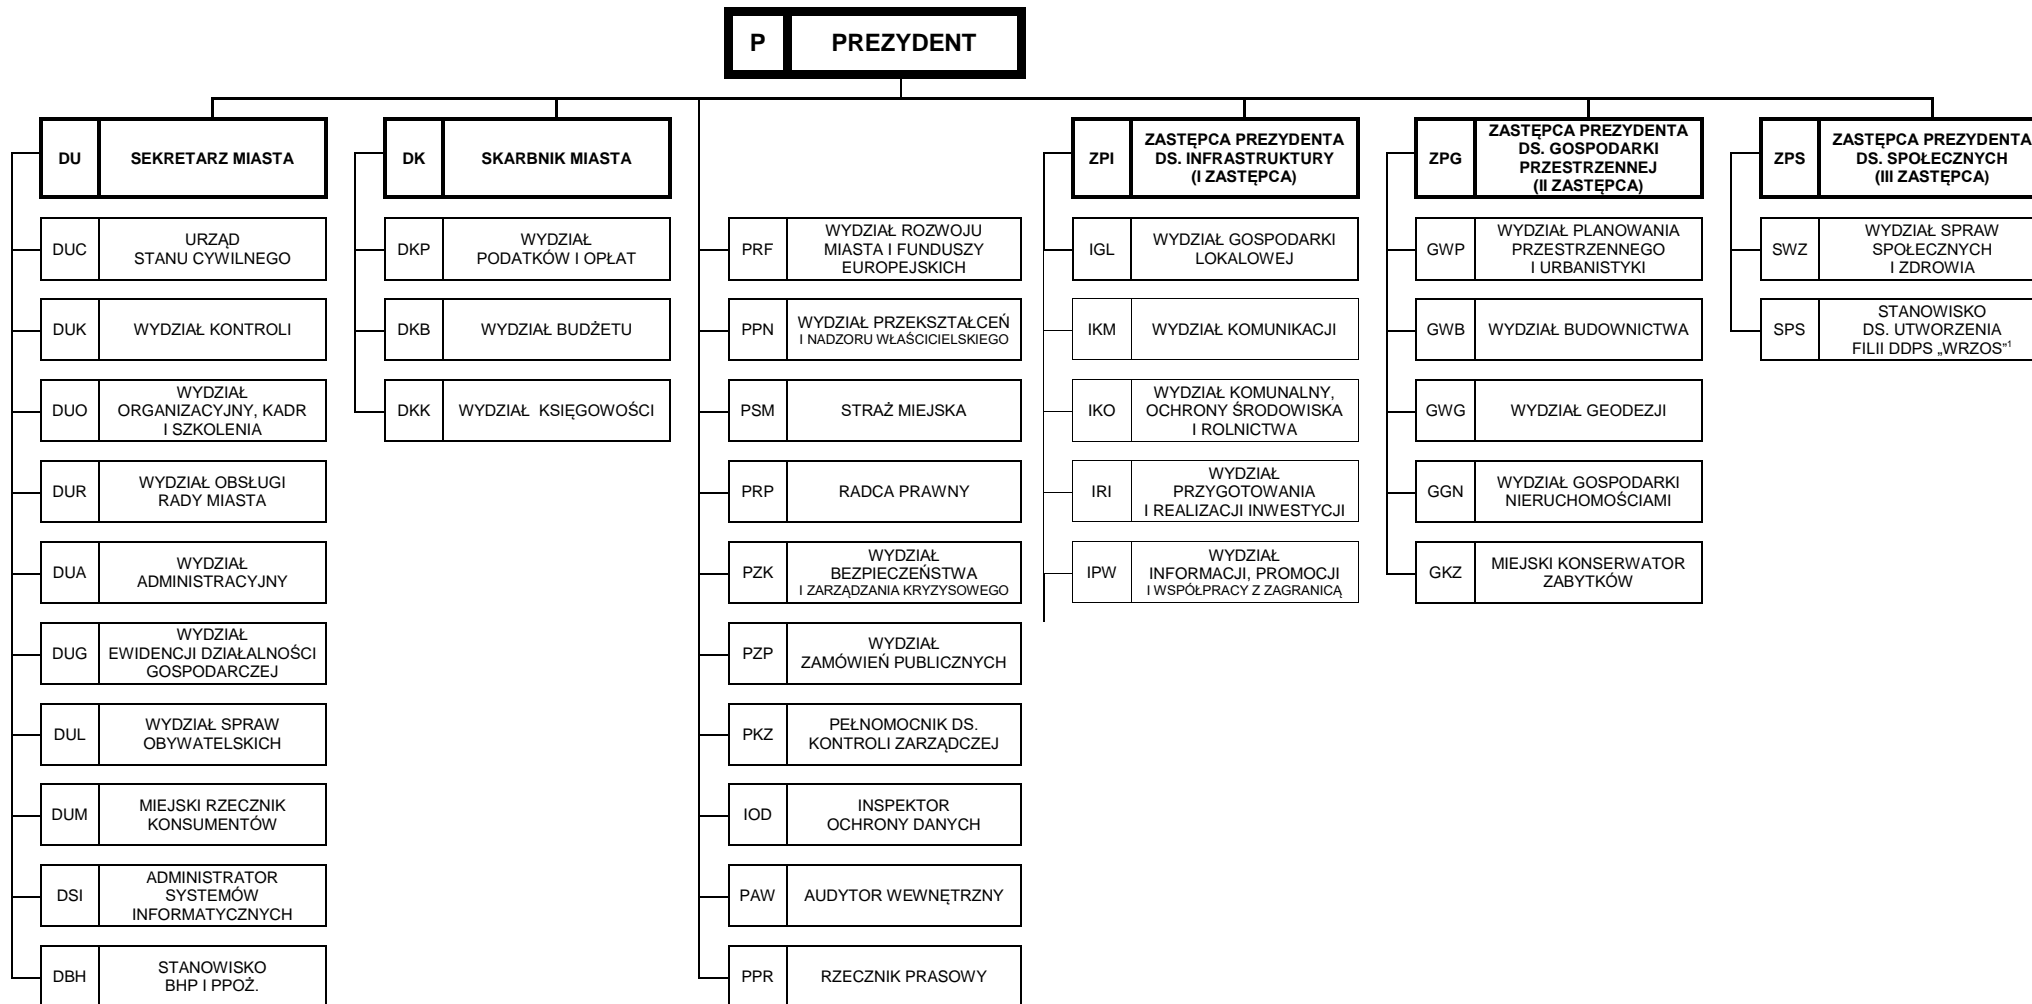 P PREZYDENT
DU SEKRETARZ MIASTA
DUC URZĄD
STANU CYWILNEGO
DUK WYDZIAŁ KONTROLI
DUO WYDZIAŁ
ORGANIZACYJNY, KADR
I SZKOLENIA
DUR WYDZIAŁ OBSŁUGI
RADY MIASTA
DUA WYDZIAŁ
ADMINISTRACYJNY
DUG WYDZIAŁ
EWIDENCJI DZIAŁALNOŚCI
GOSPODARCZEJ
DUL WYDZIAŁ SPRAW
OBYWATELSKICH
DUM MIEJSKI RZECZNIK
KONSUMENTÓW
DSI ADMINISTRATOR
SYSTEMÓW
INFORMATYCZNYCH
DBH STANOWISKO
BHP I PPOŻ.
DK SKARBNIK MIASTA
DKP WYDZIAŁ
PODATKÓW I OPŁAT
DKB WYDZIAŁ BUDŻETU
DKK WYDZIAŁ KSIĘGOWOŚCI
PRF WYDZIAŁ ROZWOJU
MIASTA I FUNDUSZY
EUROPEJSKICH
PPN WYDZIAŁ PRZEKSZTAŁCEŃ
I NADZORU WŁAŚCICIELSKIEGO
PSM STRAŻ MIEJSKA
PRP RADCA PRAWNY
PZK WYDZIAŁ
BEZPIECZEŃSTWA
I ZARZĄDZANIA KRYZYSOWEGO
PZP WYDZIAŁ
ZAMÓWIEŃ PUBLICZNYCH
PKZ PEŁNOMOCNIK DS.
KONTROLI ZARZĄDCZEJ
IOD INSPEKTOR
OCHRONY DANYCH
PAW AUDYTOR WEWNĘTRZNY
PPR RZECZNIK PRASOWY
ZPI ZASTĘPCA PREZYDENTA
DS. INFRASTRUKTURY
(I ZASTĘPCA)
IGL WYDZIAŁ GOSPODARKI
LOKALOWEJ
IKM WYDZIAŁ KOMUNIKACJI
IKO WYDZIAŁ KOMUNALNY,
OCHRONY ŚRODOWISKA
I ROLNICTWA
IRI WYDZIAŁ
PRZYGOTOWANIA
I REALIZACJI INWESTYCJI
IPW WYDZIAŁ
INFORMACJI, PROMOCJI
I WSPÓŁPRACY Z ZAGRANICĄ
ZPG ZASTĘPCA PREZYDENTA
DS. GOSPODARKI
PRZESTRZENNEJ
(II ZASTĘPCA)
GWP WYDZIAŁ PLANOWANIA
PRZESTRZENNEGO
I URBANISTYKI
GWB WYDZIAŁ BUDOWNICTWA
GWG WYDZIAŁ GEODEZJI
GGN WYDZIAŁ GOSPODARKI
NIERUCHOMOŚCIAMI
GKZ MIEJSKI KONSERWATOR
ZABYTKÓW
ZPS ZASTĘPCA PREZYDENTA
DS. SPOŁECZNYCH
(III ZASTĘPCA)
SWZ WYDZIAŁ SPRAW
SPOŁECZNYCH
I ZDROWIA
SPS STANOWISKO
DS. UTWORZENIA
FILII DDPS „WRZOS”¹